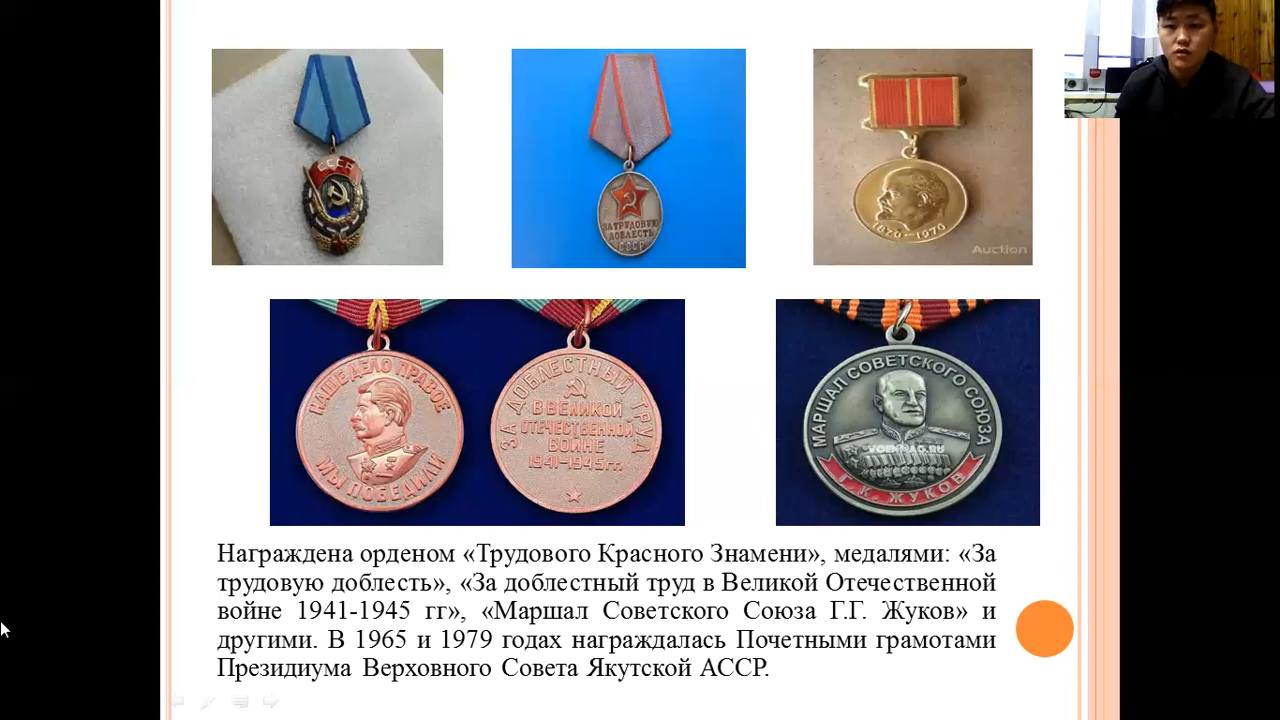 СССР
ЗА ТРУДОВУЮ
ДОБЛЕСТЬ
СССР
1870–1970
Auction
НАШЕ ДЕЛО ПРАВОЕ
МЫ ПОБЕДИЛИ
ЗА ДОБЛЕСТНЫЙ ТРУД
В ВЕЛИКОЙ
ОТЕЧЕСТВЕННОЙ
ВОЙНЕ
1941–1945 гг.
МАРШАЛ СОВЕТСКОГО СОЮЗА
VOENPRO.RU
Г. К. ЖУКОВ
Награждена орденом «Трудового Красного Знамени», медалями: «За
трудовую доблесть», «За доблестный труд в Великой Отечественной
войне 1941-1945 гг», «Маршал Советского Союза Г.Г. Жуков» и
другими. В 1965 и 1979 годах награждалась Почетными грамотами
Президиума Верховного Совета Якутской АССР.